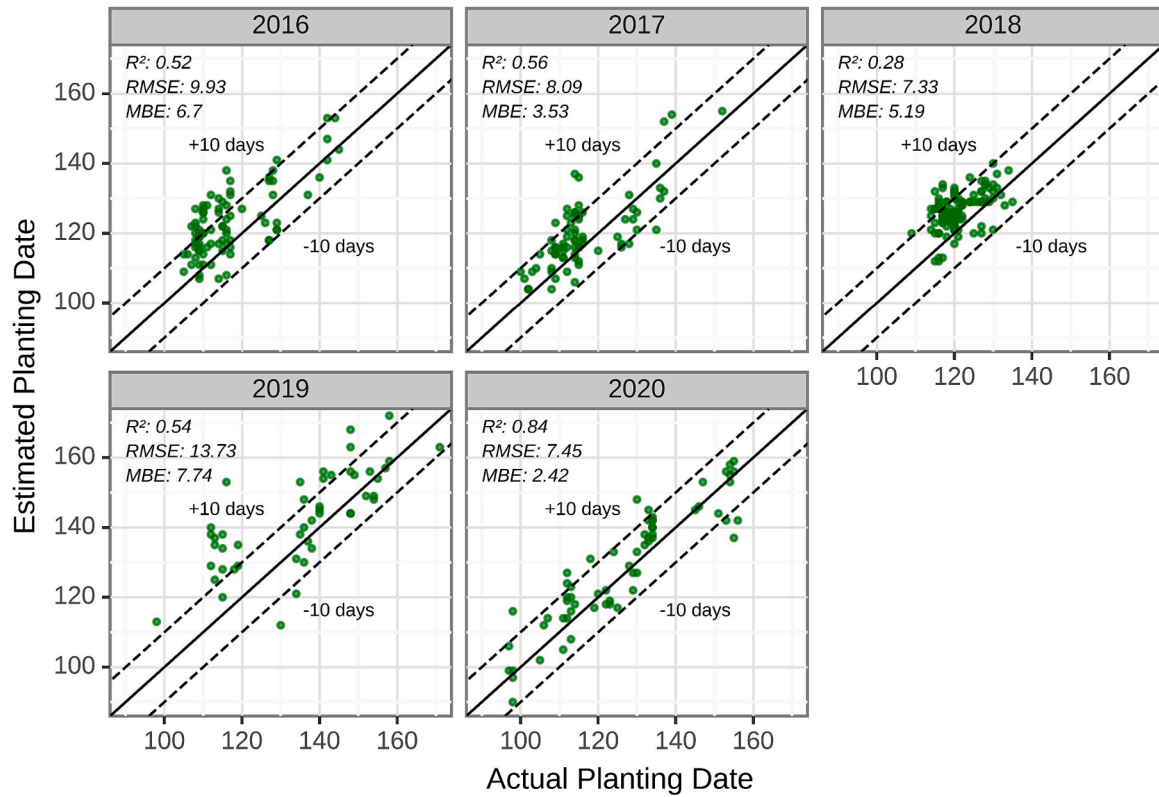 2016
R²: 0.52
RMSE: 9.93
MBE: 6.7
+10 days
-10 days
2017
R²: 0.56
RMSE: 8.09
MBE: 3.53
+10 days
-10 days
2018
R²: 0.28
RMSE: 7.33
MBE: 5.19
+10 days
-10 days
160
140
120
100
100 120 140 160
Estimated Planting Date
2019
R²: 0.54
RMSE: 13.73
MBE: 7.74
+10 days
-10 days
2020
R²: 0.84
RMSE: 7.45
MBE: 2.42
+10 days
-10 days
160
140
120
100
100 120 140 160
100 120 140 160
Actual Planting Date